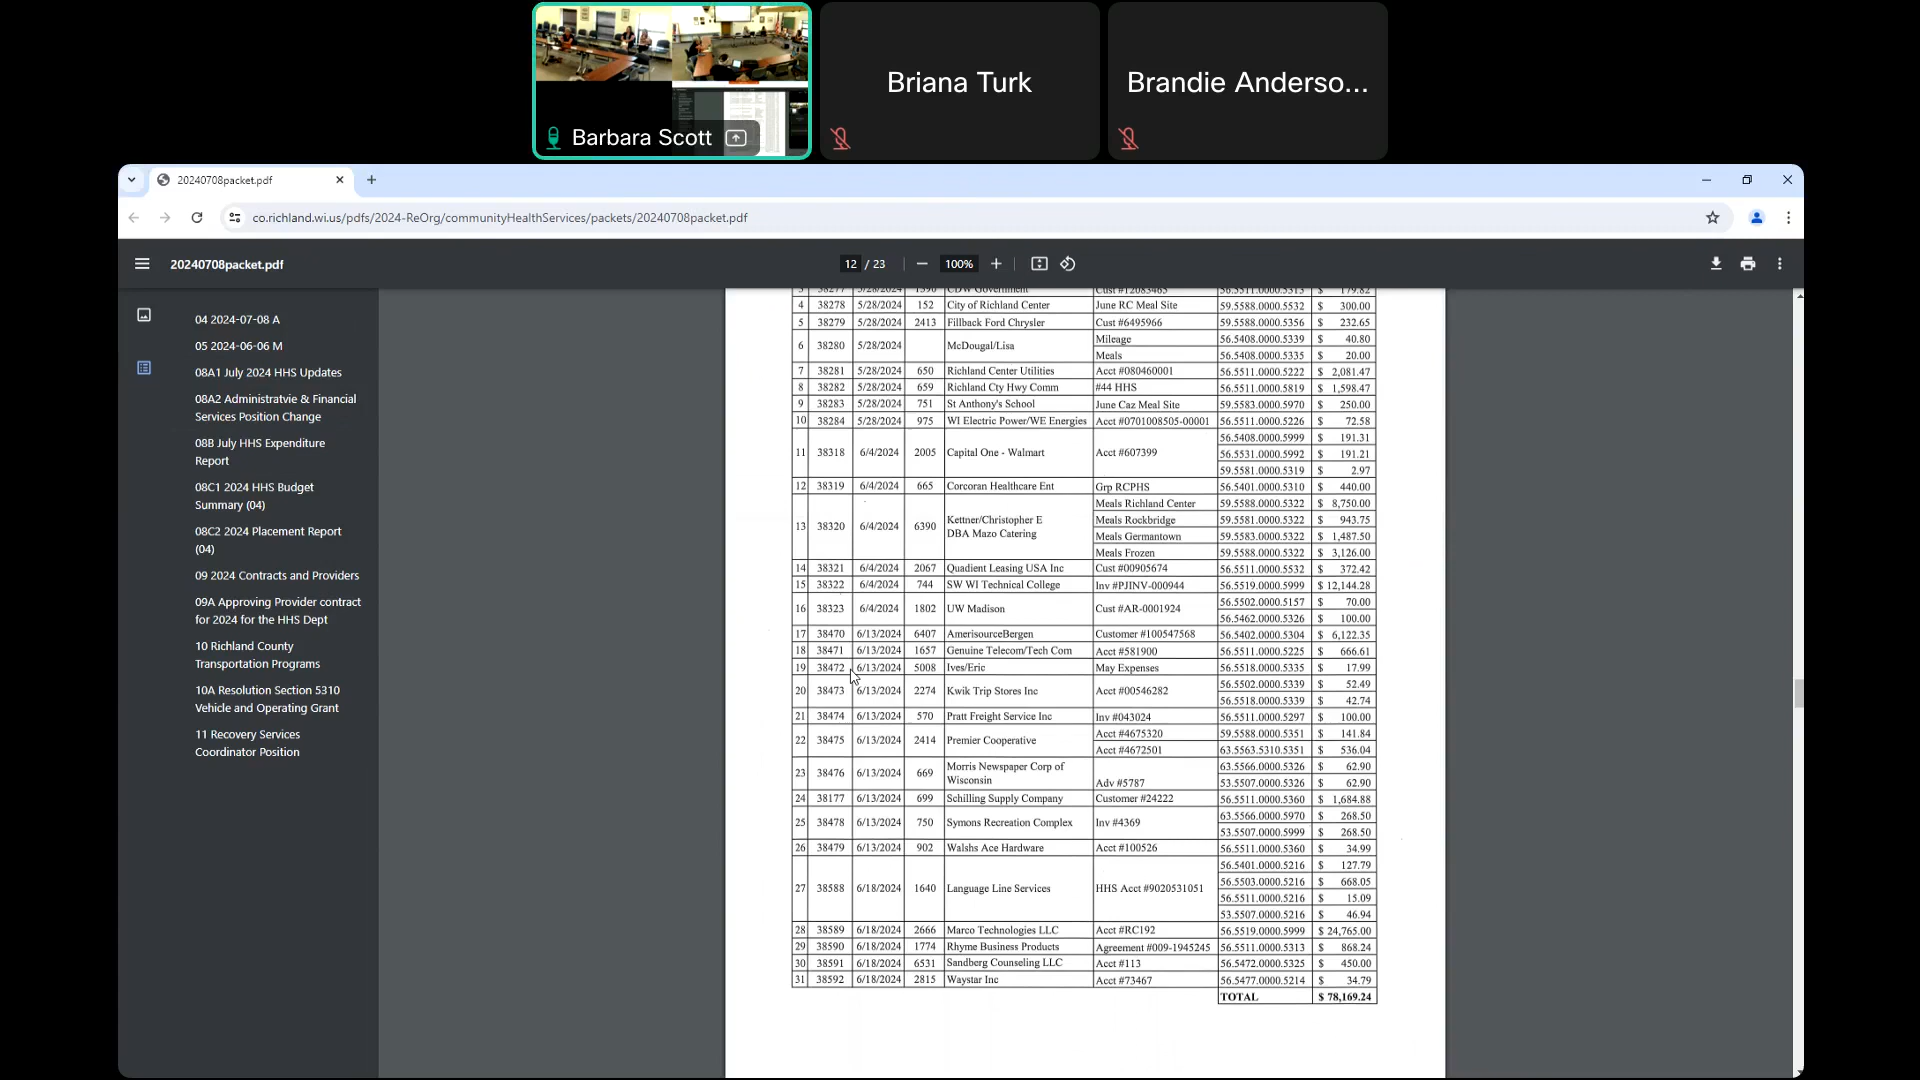 Barbara Scott
Briana Turk
Brandie Anderso...
20240708packet.pdf
co.richland.wi.us/pdfs/2024-ReOrg/communityHealthServices/packets/20240708packet.pdf
20240708packet.pdf
12 / 23
100%
04 2024-07-08 A
05 2024-06-06 M
08A1 July 2024 HHS Updates
08A2 Administratvie & Financial
Services Position Change
08B July HHS Expenditure
Report
08C1 2024 HHS Budget
Summary (04)
08C2 2024 Placement Report
(04)
09 2024 Contracts and Providers
09A Approving Provider contract
for 2024 for the HHS Dept
10 Richland County
Transportation Programs
10A Resolution Section 5310
Vehicle and Operating Grant
11 Recovery Services
Coordinator Position
3 38277 5/28/2024 1390 CDW Government Cust #12083465 56.5511.0000.5313 $ 179.82
4 38278 5/28/2024 152 City of Richland Center June RC Meal Site 59.5588.0000.5532 $ 300.00
5 38279 5/28/2024 2413 Fillback Ford Chrysler Cust #6495966 59.5588.0000.5356 $ 232.65
6 38280 5/28/2024 McDougal/Lisa Mileage 56.5408.0000.5339 $ 40.80
Meals 56.5408.0000.5335 $ 20.00
7 38281 5/28/2024 650 Richland Center Utilities Acct #080460001 56.5511.0000.5222 $ 2,081.47
8 38282 5/28/2024 659 Richland Cty Hwy Comm #44 HHS 56.5511.0000.5819 $ 1,598.47
9 38283 5/28/2024 751 St Anthony's School June Caz Meal Site 59.5583.0000.5970 $ 250.00
10 38284 5/28/2024 975 WI Electric Power/WE Energies Acct #0701008505-00001 56.5511.0000.5226 $ 72.58
11 38318 6/4/2024 2005 Capital One - Walmart Acct #607399 56.5408.0000.5999 $ 191.31
56.5531.0000.5992 $ 191.21
59.5581.0000.5319 $ 2.97
12 38319 6/4/2024 665 Corcoran Healthcare Ent Grp RCPHS 56.5401.0000.5310 $ 440.00
13 38320 6/4/2024 6390 Kettner/Christopher E
DBA Mazo Catering Meals Richland Center 59.5588.0000.5322 $ 8,750.00
Meals Rockbridge 59.5581.0000.5322 $ 943.75
Meals Germantown 59.5583.0000.5322 $ 1,487.50
Meals Frozen 59.5588.0000.5322 $ 3,126.00
14 38321 6/4/2024 2067 Quadient Leasing USA Inc Cust #00905674 56.5511.0000.5532 $ 372.42
15 38322 6/4/2024 744 SW WI Technical College Inv #PJINV-000944 56.5519.0000.5999 $ 12,144.28
16 38323 6/4/2024 1802 UW Madison Cust #AR-0001924 56.5502.0000.5157 $ 70.00
56.5462.0000.5326 $ 100.00
17 38470 6/13/2024 6407 AmerisourceBergen Customer #100547568 56.5402.0000.5304 $ 6,122.35
18 38471 6/13/2024 1657 Genuine Telecom/Tech Com Acct #581900 56.5511.0000.5225 $ 666.61
19 38472 6/13/2024 5008 Ives/Eric May Expenses 56.5518.0000.5335 $ 17.99
20 38473 6/13/2024 2274 Kwik Trip Stores Inc Acct #00546282 56.5502.0000.5339 $ 52.49
56.5518.0000.5339 $ 42.74
21 38474 6/13/2024 570 Pratt Freight Service Inc Inv #043024 56.5511.0000.5297 $ 100.00
22 38475 6/13/2024 2414 Premier Cooperative Acct #4675320 59.5588.0000.5351 $ 141.84
Acct #4672501 63.5563.5310.5351 $ 536.04
23 38476 6/13/2024 669 Morris Newspaper Corp of
Wisconsin Adv #5787 63.5566.0000.5326 $ 62.90
53.5507.0000.5326 $ 62.90
24 38177 6/13/2024 699 Schilling Supply Company Customer #24222 56.5511.0000.5360 $ 1,684.88
25 38478 6/13/2024 750 Symons Recreation Complex Inv #4369 63.5566.0000.5970 $ 268.50
53.5507.0000.5999 $ 268.50
26 38479 6/13/2024 902 Walshs Ace Hardware Acct #100526 56.5511.0000.5360 $ 34.99
27 38588 6/18/2024 1640 Language Line Services HHS Acct #9020531051 56.5401.0000.5216 $ 127.79
56.5503.0000.5216 $ 668.05
56.5511.0000.5216 $ 15.09
53.5507.0000.5216 $ 46.94
28 38589 6/18/2024 2666 Marco Technologies LLC Acct #RC192 56.5519.0000.5999 $ 24,765.00
29 38590 6/18/2024 1774 Rhyme Business Products Agreement #009-1945245 56.5511.0000.5313 $ 868.24
30 38591 6/18/2024 6531 Sandberg Counseling LLC Acct #113 56.5472.0000.5325 $ 450.00
31 38592 6/18/2024 2815 Waystar Inc Acct #73467 56.5477.0000.5214 $ 34.79
TOTAL $ 78,169.24